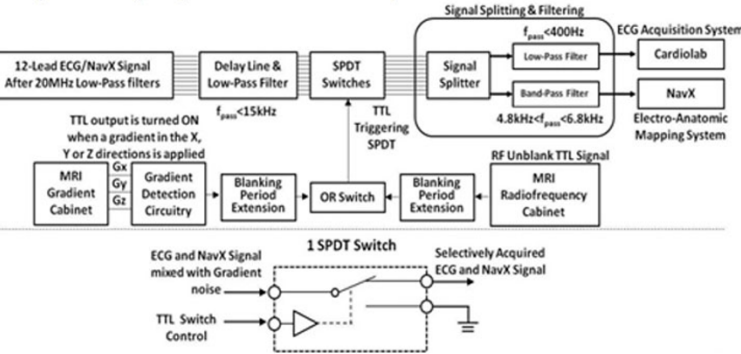 Signal Splitting & Filtering
fpass<400Hz
ECG Acquisition System
12-Lead ECG/NavX Signal
After 20MHz Low-Pass filters
Delay Line &
Low-Pass Filter
SPDT
Switches
Signal
Splitter
Low-Pass Filter
Cardiolab
Band-Pass Filter
NavX
fpass<15kHz
TTL
Triggering
SPDT
4.8kHz<fpass<6.8kHz
Electro-Anatomic
Mapping System
TTL output is turned ON
when a gradient in the X,
Y or Z directions is applied
RF Unblank TTL Signal
MRI
Gradient
Cabinet
Gx
Gy
Gz
Gradient
Detection
Circuitry
Blanking
Period
Extension
OR Switch
Blanking
Period
Extension
MRI
Radiofrequency
Cabinet
1 SPDT Switch
ECG and NavX Signal
mixed with Gradient
noise
Selectively Acquired
ECG and NavX Signal
TTL Switch
Control